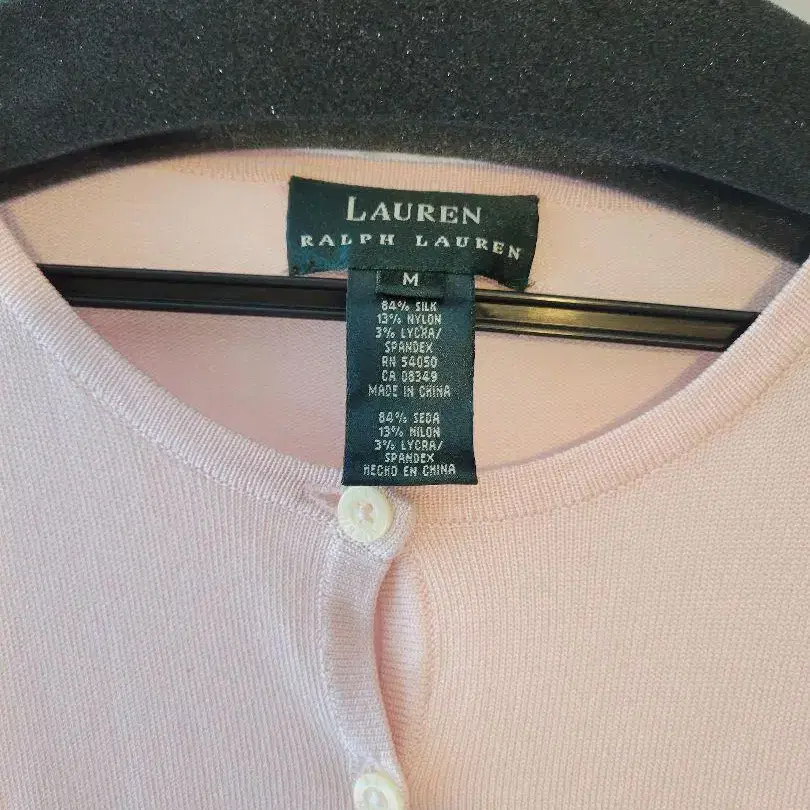 LAUREN
RALPH LAUREN
M
84% SILK
13% NYLON
3% LYCRA/
SPANDEX
RN 54050
CA 08349
MADE IN CHINA
84% SEDA
13% NILON
3% LYCRA/
SPANDEX
HECHO EN CHINA